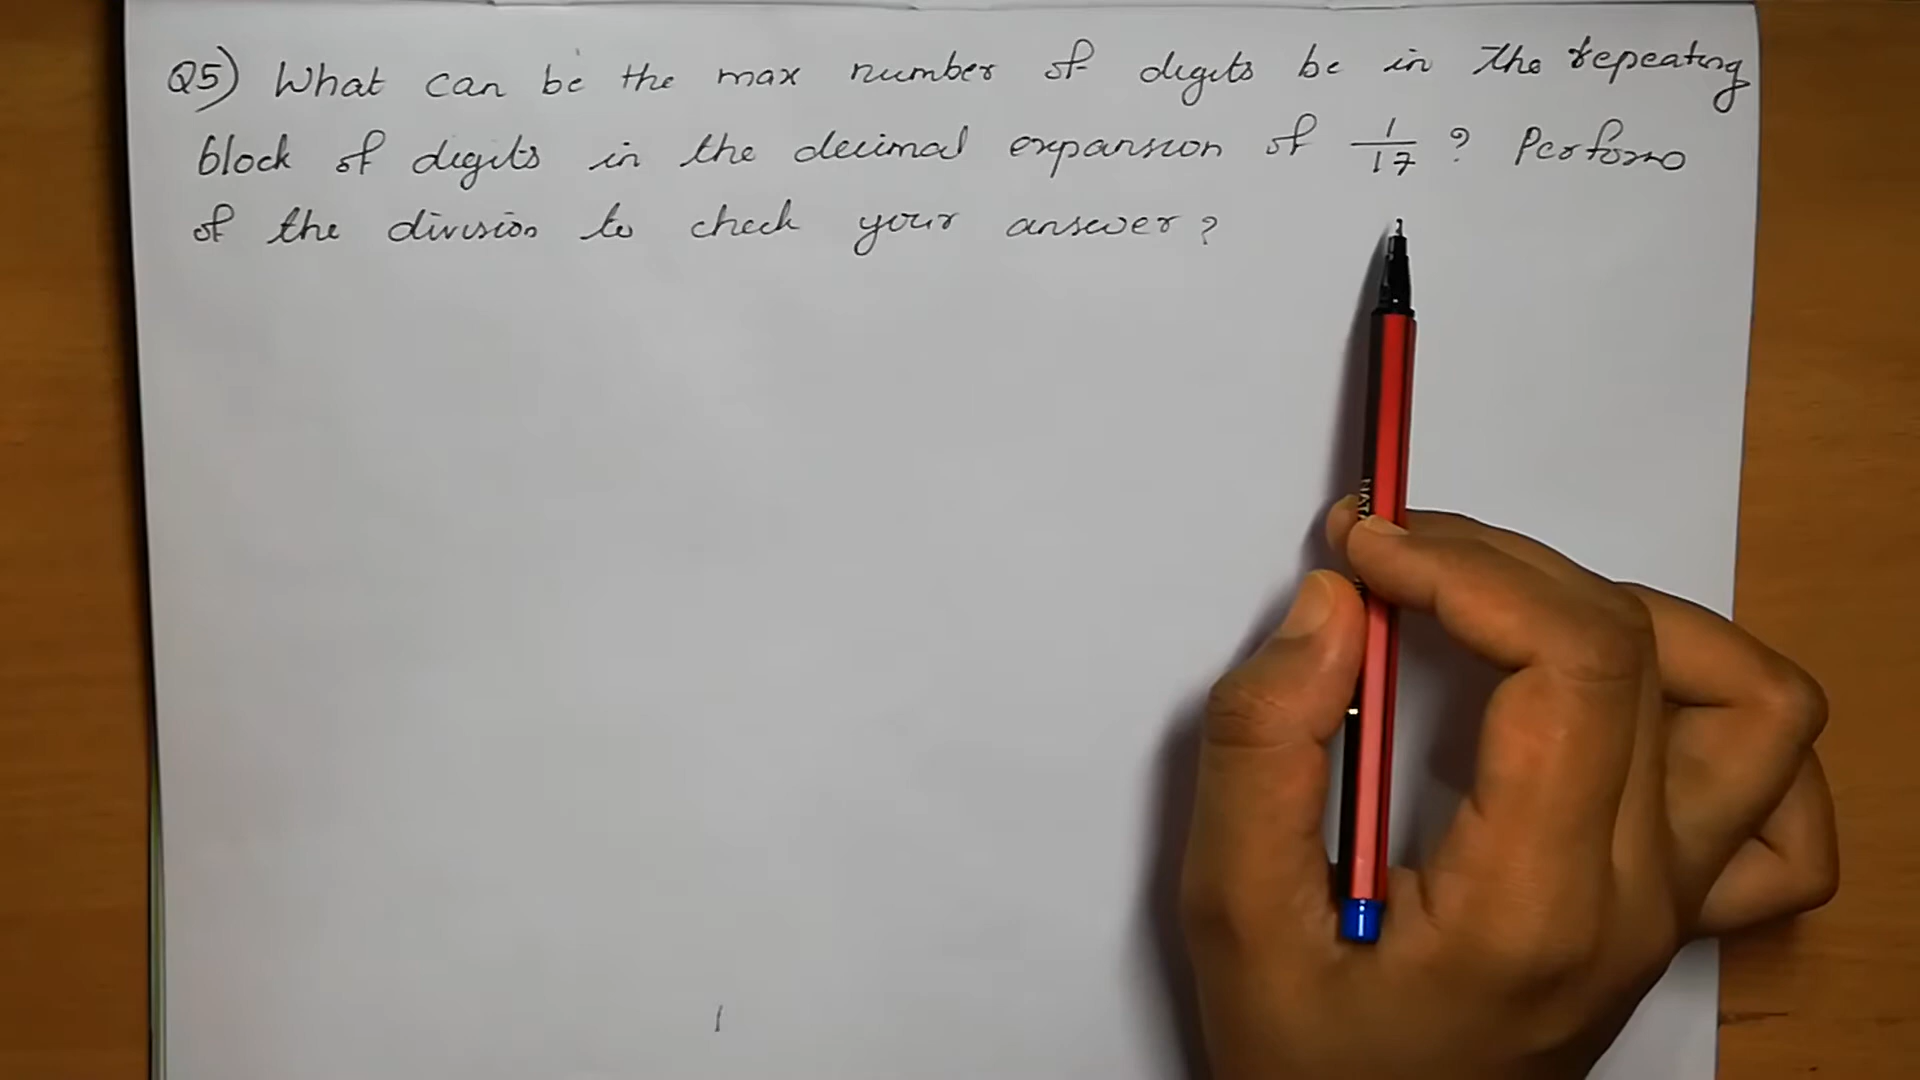 Q5) What can be the max number of digits be in the repeating
block of digits in the decimal expansion of 1/17 ? Perform
of the division to check your answer?